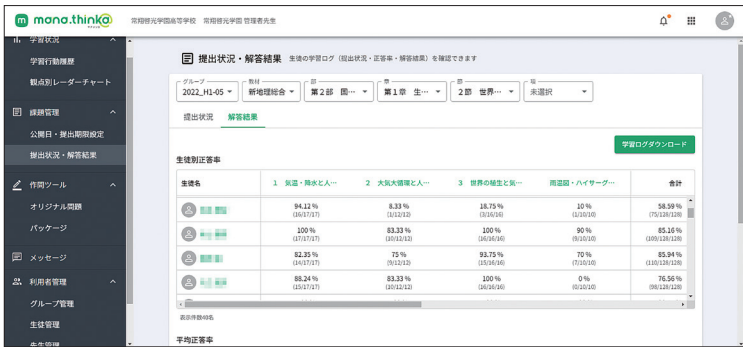 mana.thinka
常翔啓光学園高等学校 常翔啓光学園 管理者先生
学習状況
学習行動履歴
観点別レーダーチャート
課題管理
公開日・提出期限設定
提出状況・解答結果
作問ツール
オリジナル問題
パッケージ
メッセージ
利用者管理
グループ管理
生徒管理
先生管理
提出状況・解答結果 生徒の学習ログ（提出状況・正答率・解答結果）を確認できます
グループ 教材 部 章 節 項
2022_H1-05 新地理総合 第2部 国… 第1章 生… 2節 世界… 未選択
提出状況 解答結果
学習ログダウンロード
生徒別正答率
生徒名 1 気温・降水と人… 2 大気大循環と人… 3 世界の植生と気… 雨温図・ハイサーグ… 合計
94.12 % 8.33 % 18.75 % 10 % 58.59 %
(16/17/17) (1/12/12) (3/16/16) (1/10/10) (75/128/128)
100 % 83.33 % 100 % 90 % 85.16 %
(17/17/17) (10/12/12) (16/16/16) (9/10/10) (109/128/128)
82.35 % 75 % 93.75 % 70 % 85.94 %
(14/17/17) (9/12/12) (15/16/16) (7/10/10) (110/128/128)
88.24 % 83.33 % 100 % 0 % 76.56 %
(15/17/17) (10/12/12) (16/16/16) (0/10/10) (98/128/128)
表示件数40名
平均正答率